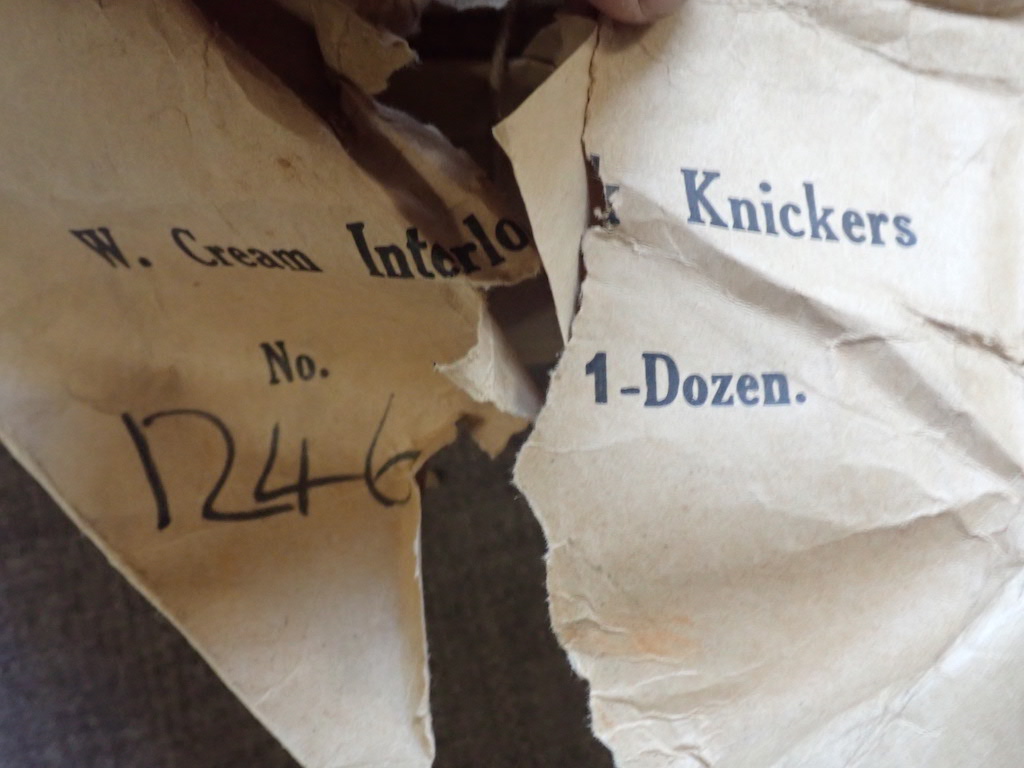 W. Cream Interlo k Knickers
No. 1-Dozen.
1246